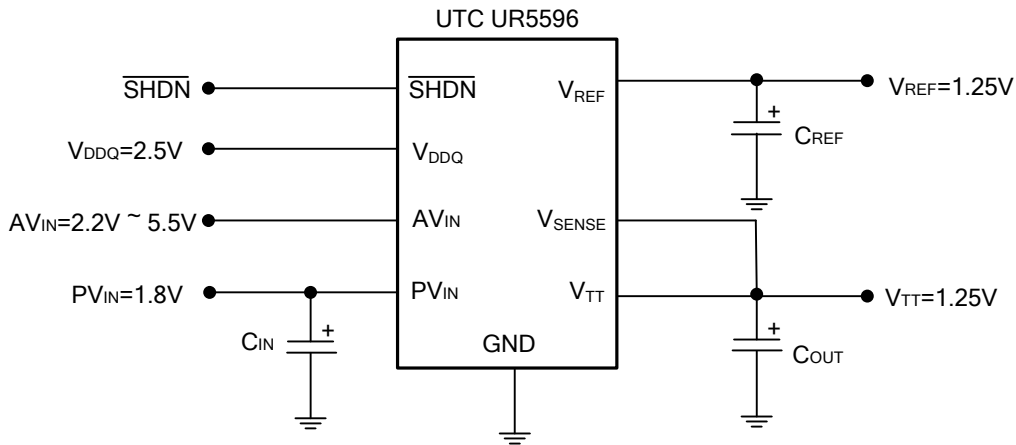 UTC UR5596
SHDN
SHDN
VREF
VREF=1.25V
+
CREF
VDDQ=2.5V
VDDQ
AVIN=2.2V ~ 5.5V
AVIN
VSENSE
PVIN=1.8V
PVIN
VTT
VTT=1.25V
CIN
+
GND
+
COUT